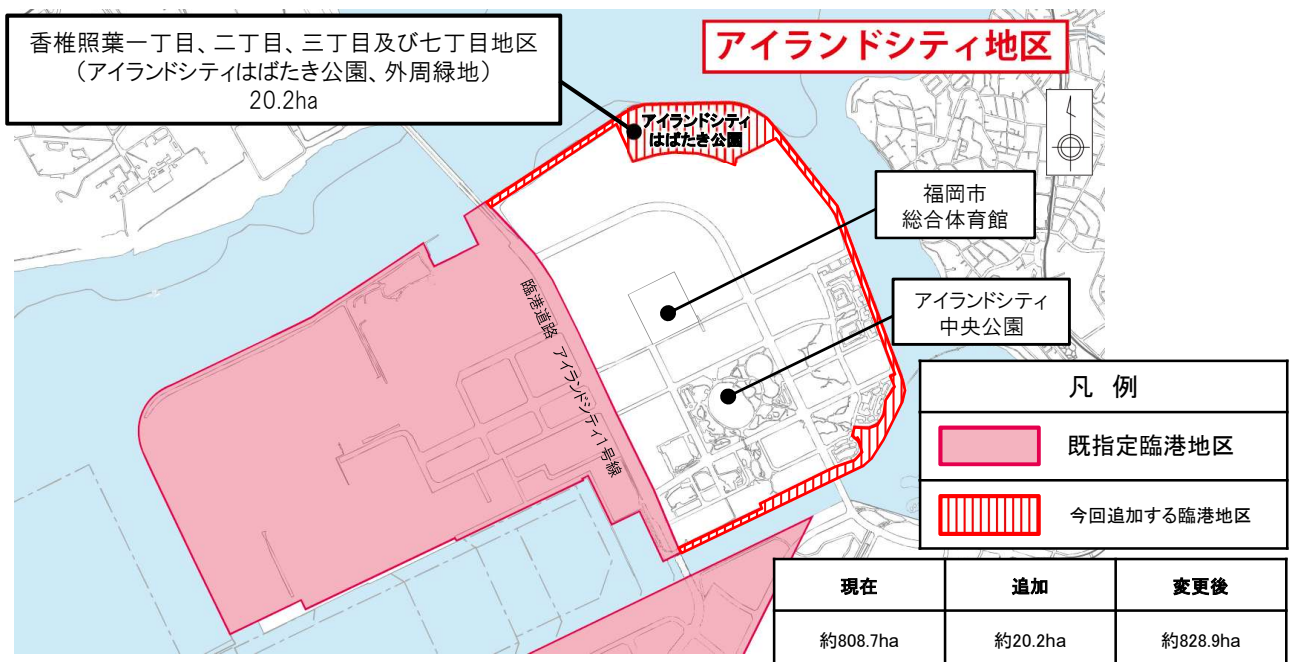 香椎照葉一丁目、二丁目、三丁目及び七丁目地区
（アイランドシティはばたき公園、外周緑地）
20.2ha
アイランドシティ地区
アイランドシティ
はばたき公園
福岡市
総合体育館
アイランドシティ
中央公園
臨港道路 アイランドシティ1号線
凡 例
既指定臨港地区
今回追加する臨港地区
現在 追加 変更後
約808.7ha 約20.2ha 約828.9ha